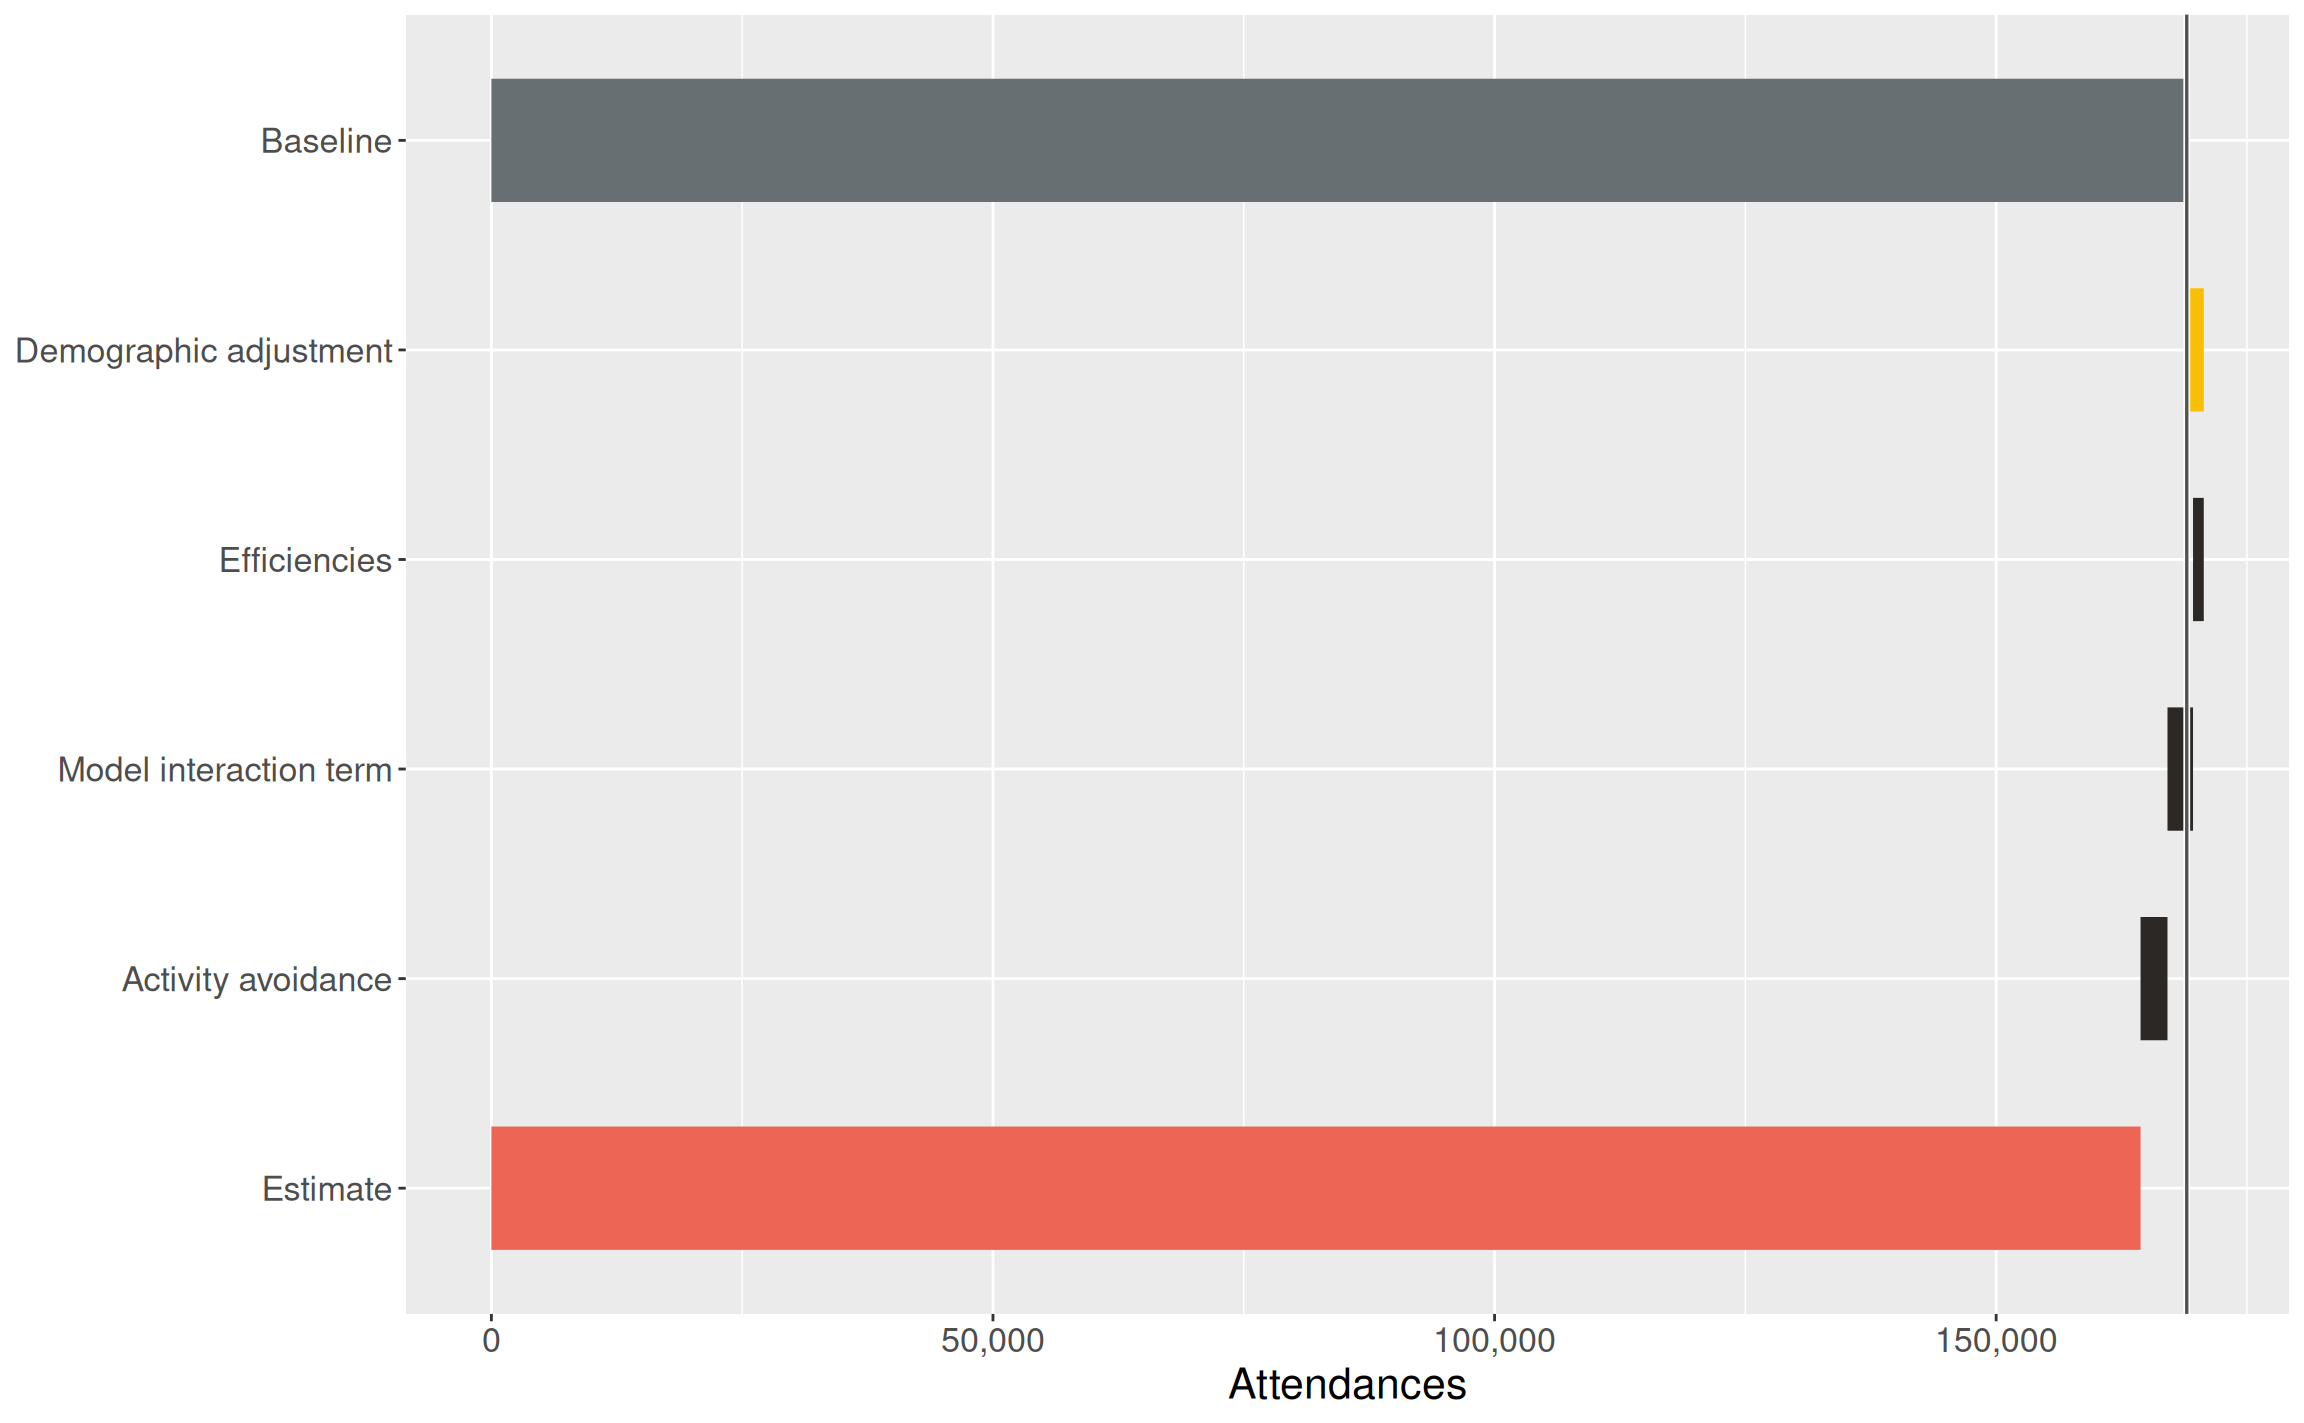 Baseline
Demographic adjustment
Efficiencies
Model interaction term
Activity avoidance
Estimate
0 50,000 100,000 150,000
Attendances